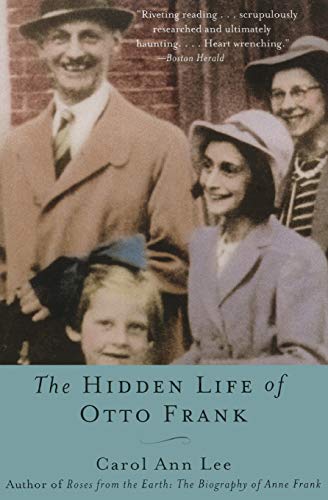 "Riveting reading . . . scrupulously
researched and ultimately
haunting. . . . Heart wrenching."
—Boston Herald
The HIDDEN LIFE of
OTTO FRANK
Carol Ann Lee
Author of Roses from the Earth: The Biography of Anne Frank